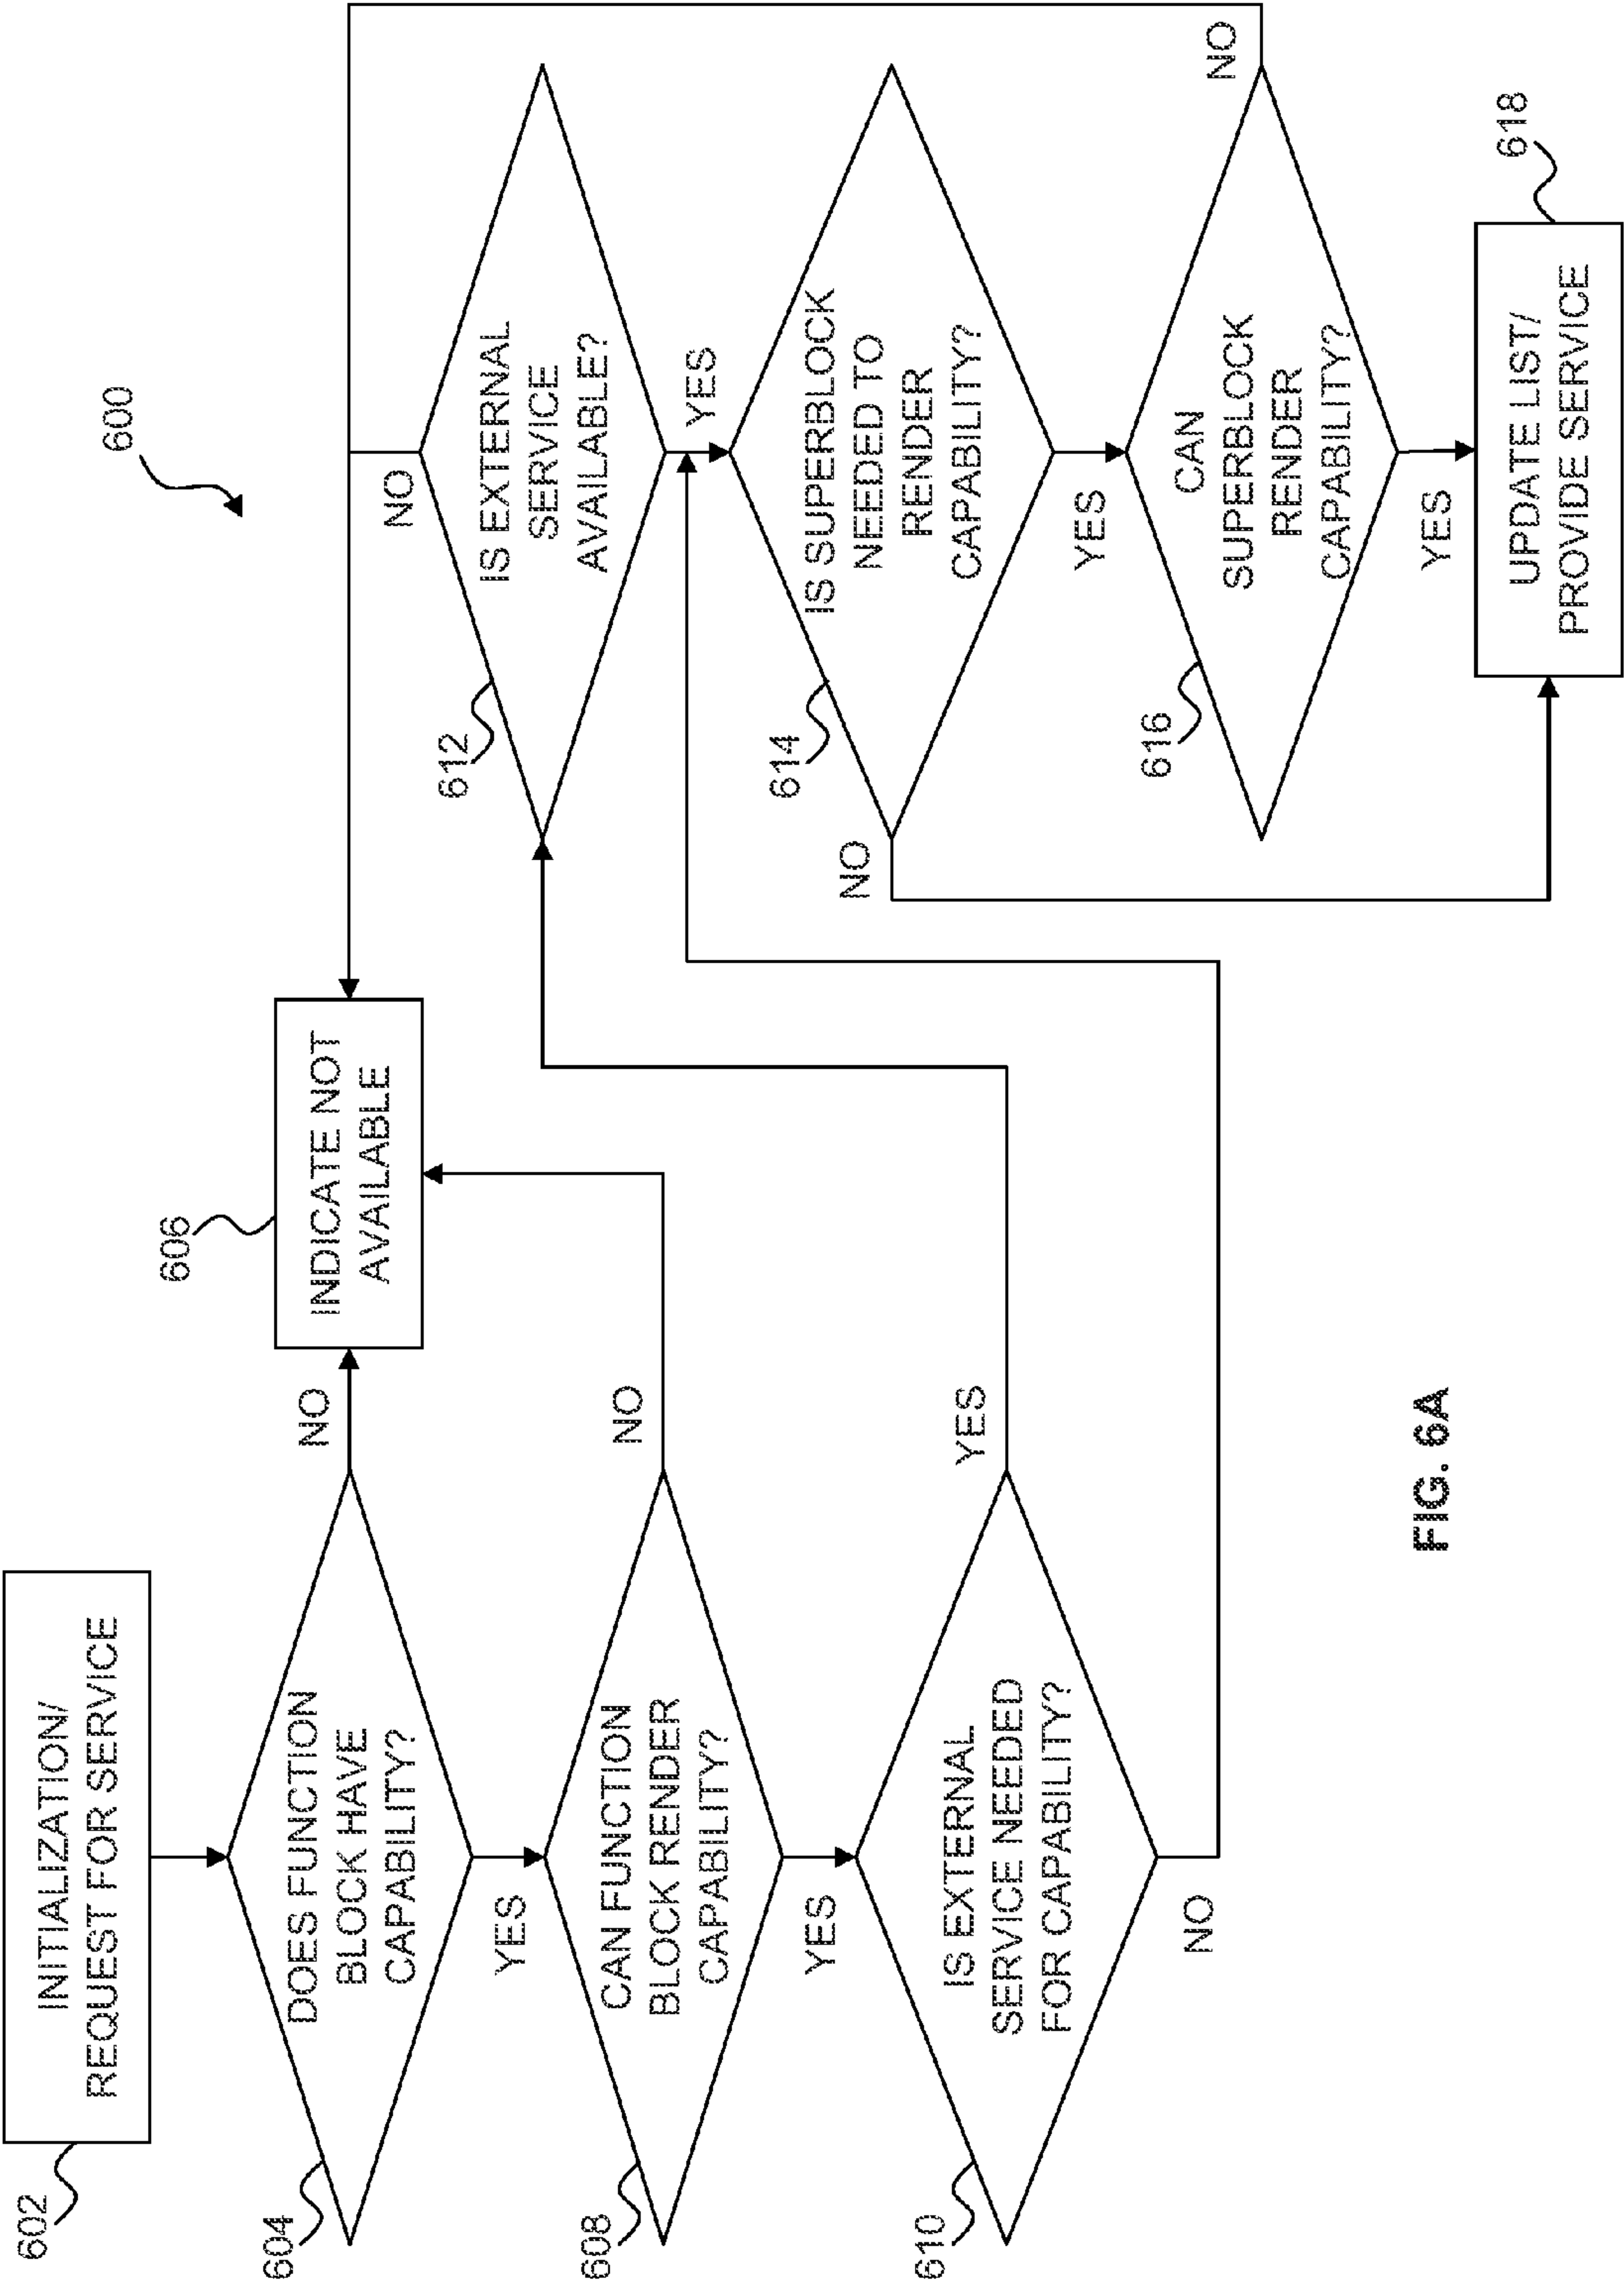 600
602
INITIALIZATION/
REQUEST FOR SERVICE
604
DOES FUNCTION
BLOCK HAVE
CAPABILITY?
NO
YES
606
INDICATE NOT
AVAILABLE
608
CAN FUNCTION
BLOCK RENDER
CAPABILITY?
NO
YES
610
IS EXTERNAL
SERVICE NEEDED
FOR CAPABILITY?
YES
NO
612
IS EXTERNAL
SERVICE
AVAILABLE?
NO
YES
614
IS SUPERBLOCK
NEEDED TO
RENDER
CAPABILITY?
NO
YES
616
CAN
SUPERBLOCK
RENDER
CAPABILITY?
NO
YES
618
UPDATE LIST/
PROVIDE SERVICE
FIG. 6A